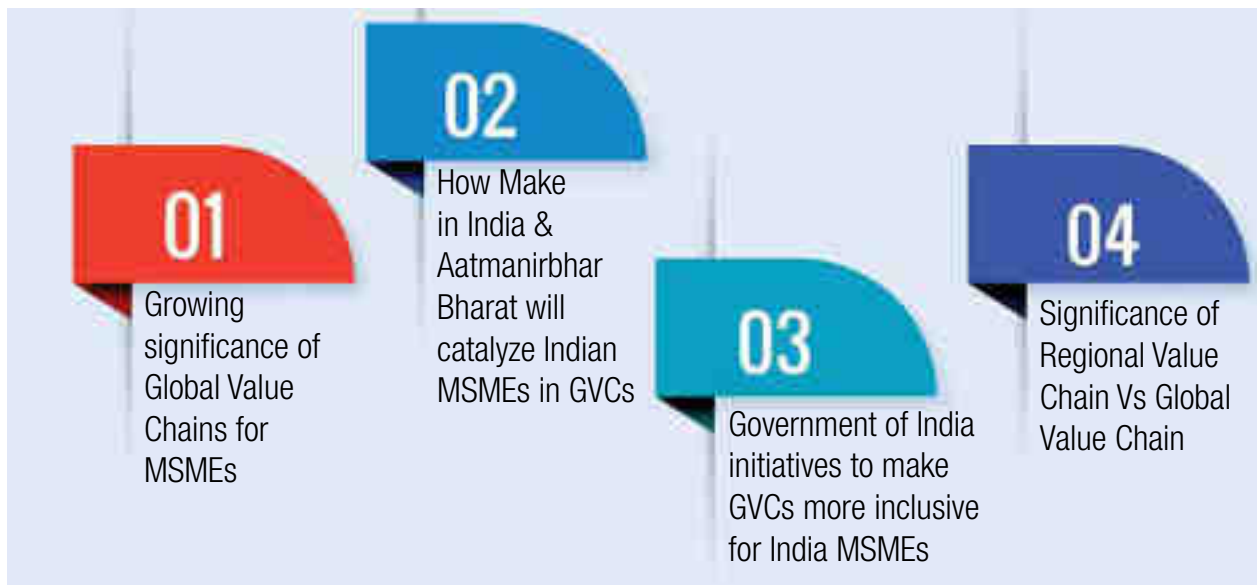 01
Growing
significance of
Global Value
Chains for
MSMEs
02
How Make
in India &
Aatmanirbhar
Bharat will
catalyze Indian
MSMEs in GVCs
03
Government of India
initiatives to make
GVCs more inclusive
for India MSMEs
04
Significance of
Regional Value
Chain Vs Global
Value Chain